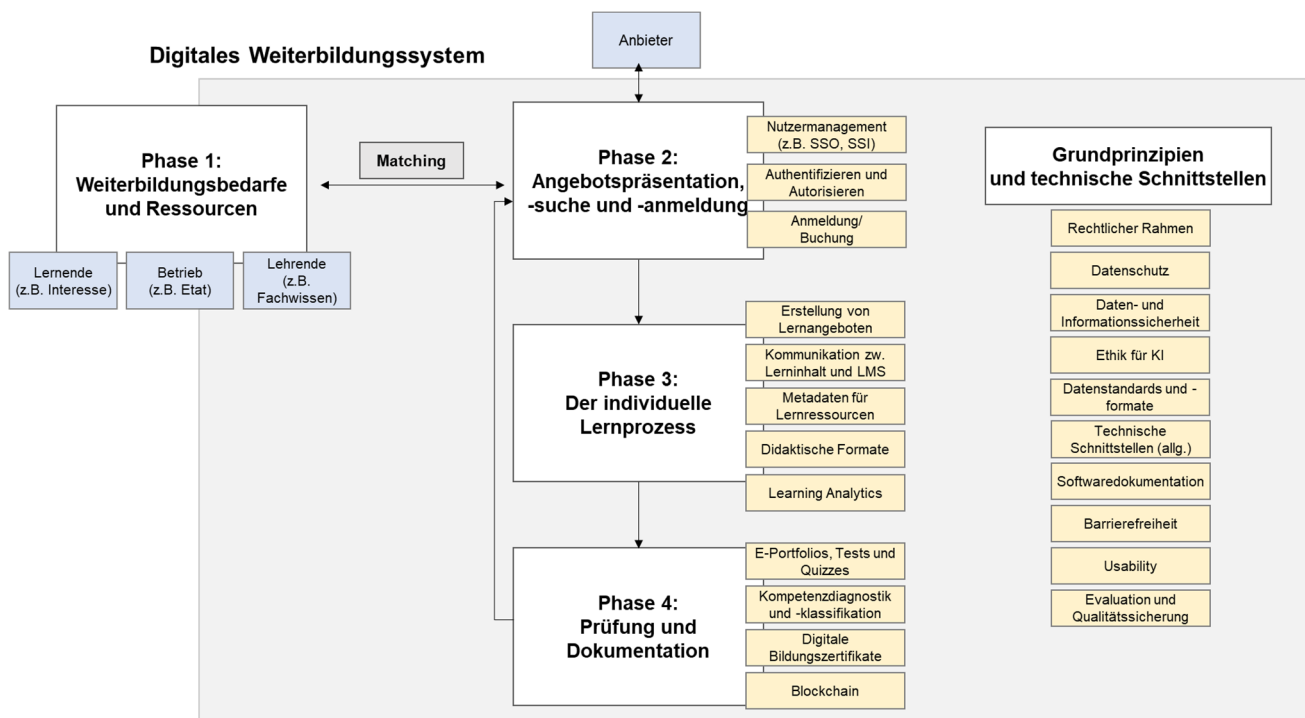 Digitales Weiterbildungssystem
Anbieter
Phase 1:
Weiterbildungsbedarfe
und Ressourcen
Lernende
(z.B. Interesse)
Betrieb
(z.B. Etat)
Lehrende
(z.B.
Fachwissen)
Matching
Phase 2:
Angebotspräsentation,
-suche und -anmeldung
Nutzermanagement
(z.B. SSO, SSI)
Authentifizieren und
Autorisieren
Anmeldung/
Buchung
Phase 3:
Der individuelle
Lernprozess
Erstellung von
Lernangeboten
Kommunikation zw.
Lerninhalt und LMS
Metadaten für
Lernressourcen
Didaktische Formate
Learning Analytics
Phase 4:
Prüfung und
Dokumentation
E-Portfolios, Tests und
Quizzes
Kompetenzdiagnostik
und -klassifikation
Digitale
Bildungszertifikate
Blockchain
Grundprinzipien
und technische Schnittstellen
Rechtlicher Rahmen
Datenschutz
Daten- und
Informationssicherheit
Ethik für KI
Datenstandards und -
formate
Technische
Schnittstellen (allg.)
Softwaredokumentation
Barrierefreiheit
Usability
Evaluation und
Qualitätssicherung